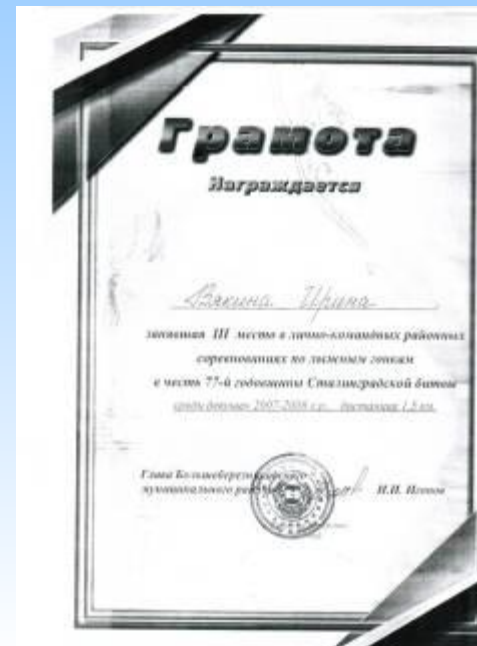 Грамота
Награждается
Вякина Ирина
занявшая III место в лично-командных районных
соревнованиях по лыжным гонкам
в честь 77-й годовщины Сталинградской битвы
среди девушек 2007-2008 г.р. дистанция 1,5 км.
Глава Большеберезниковского
муниципального района И.И.